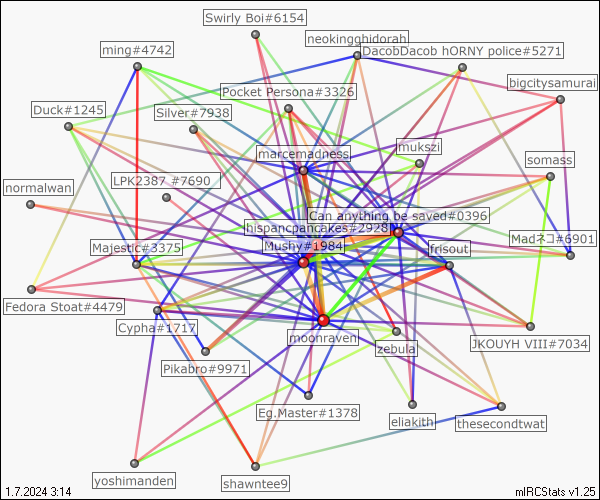 Swirly Boi#6154
neokingghidorah
ming#4742
DacobDacob hORNY police#5271
bigcitysamurai
Pocket Persona#3326
Duck#1245
Silver#7938
mukszi
marcemadness
somass
LPK2387_#7690
normalwan
Can anything be saved#0396
hispancpancakes#2928
Madネコ#6901
Mushy#1984
Majestic#3375
frisout
Fedora Stoat#4479
Cypha#1717
moonraven
JKOUYH VIII#7034
zebula
Pikabro#9971
Eg.Master#1378
eliakith
thesecondtwat
yoshimanden
shawntee9
1.7.2024 3:14
mIRCStats v1.25